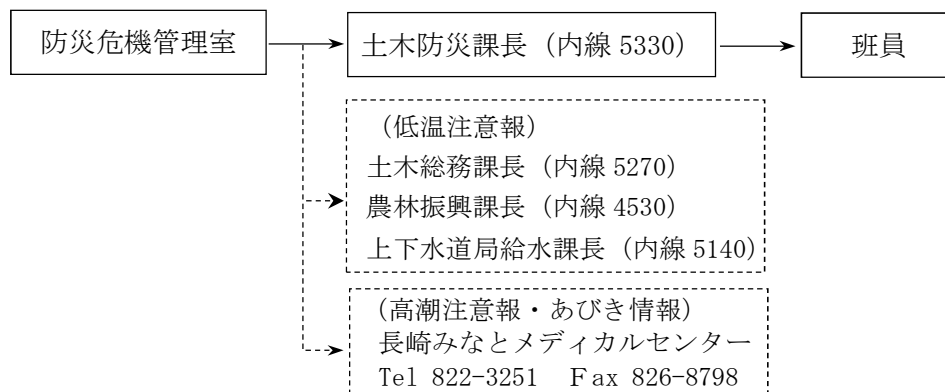 防災危機管理室
土木防災課長（内線 5330）
班員
（低温注意報）
土木総務課長（内線 5270）
農林振興課長（内線 4530）
上下水道局給水課長（内線 5140）
（高潮注意報・あびき情報）
長崎みなとメディカルセンター
Tel 822-3251　Ｆax 826-8798